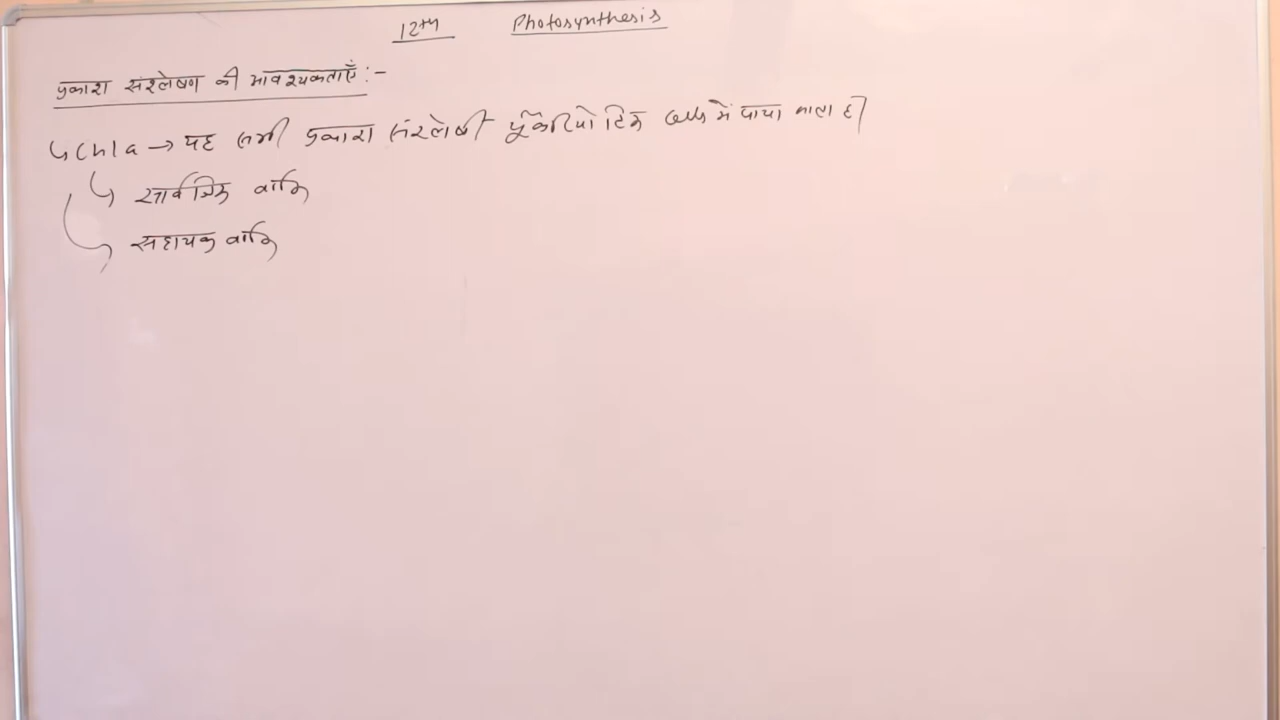 12th Photosynthesis
प्रकाश संश्लेषण की आवश्यकताएँ :-
Chl a → यह सभी प्रकाश संश्लेषी यूकेरियोटिक Cells में पाया जाता है।
सार्वत्रिक वर्णक
सहायक वर्णक